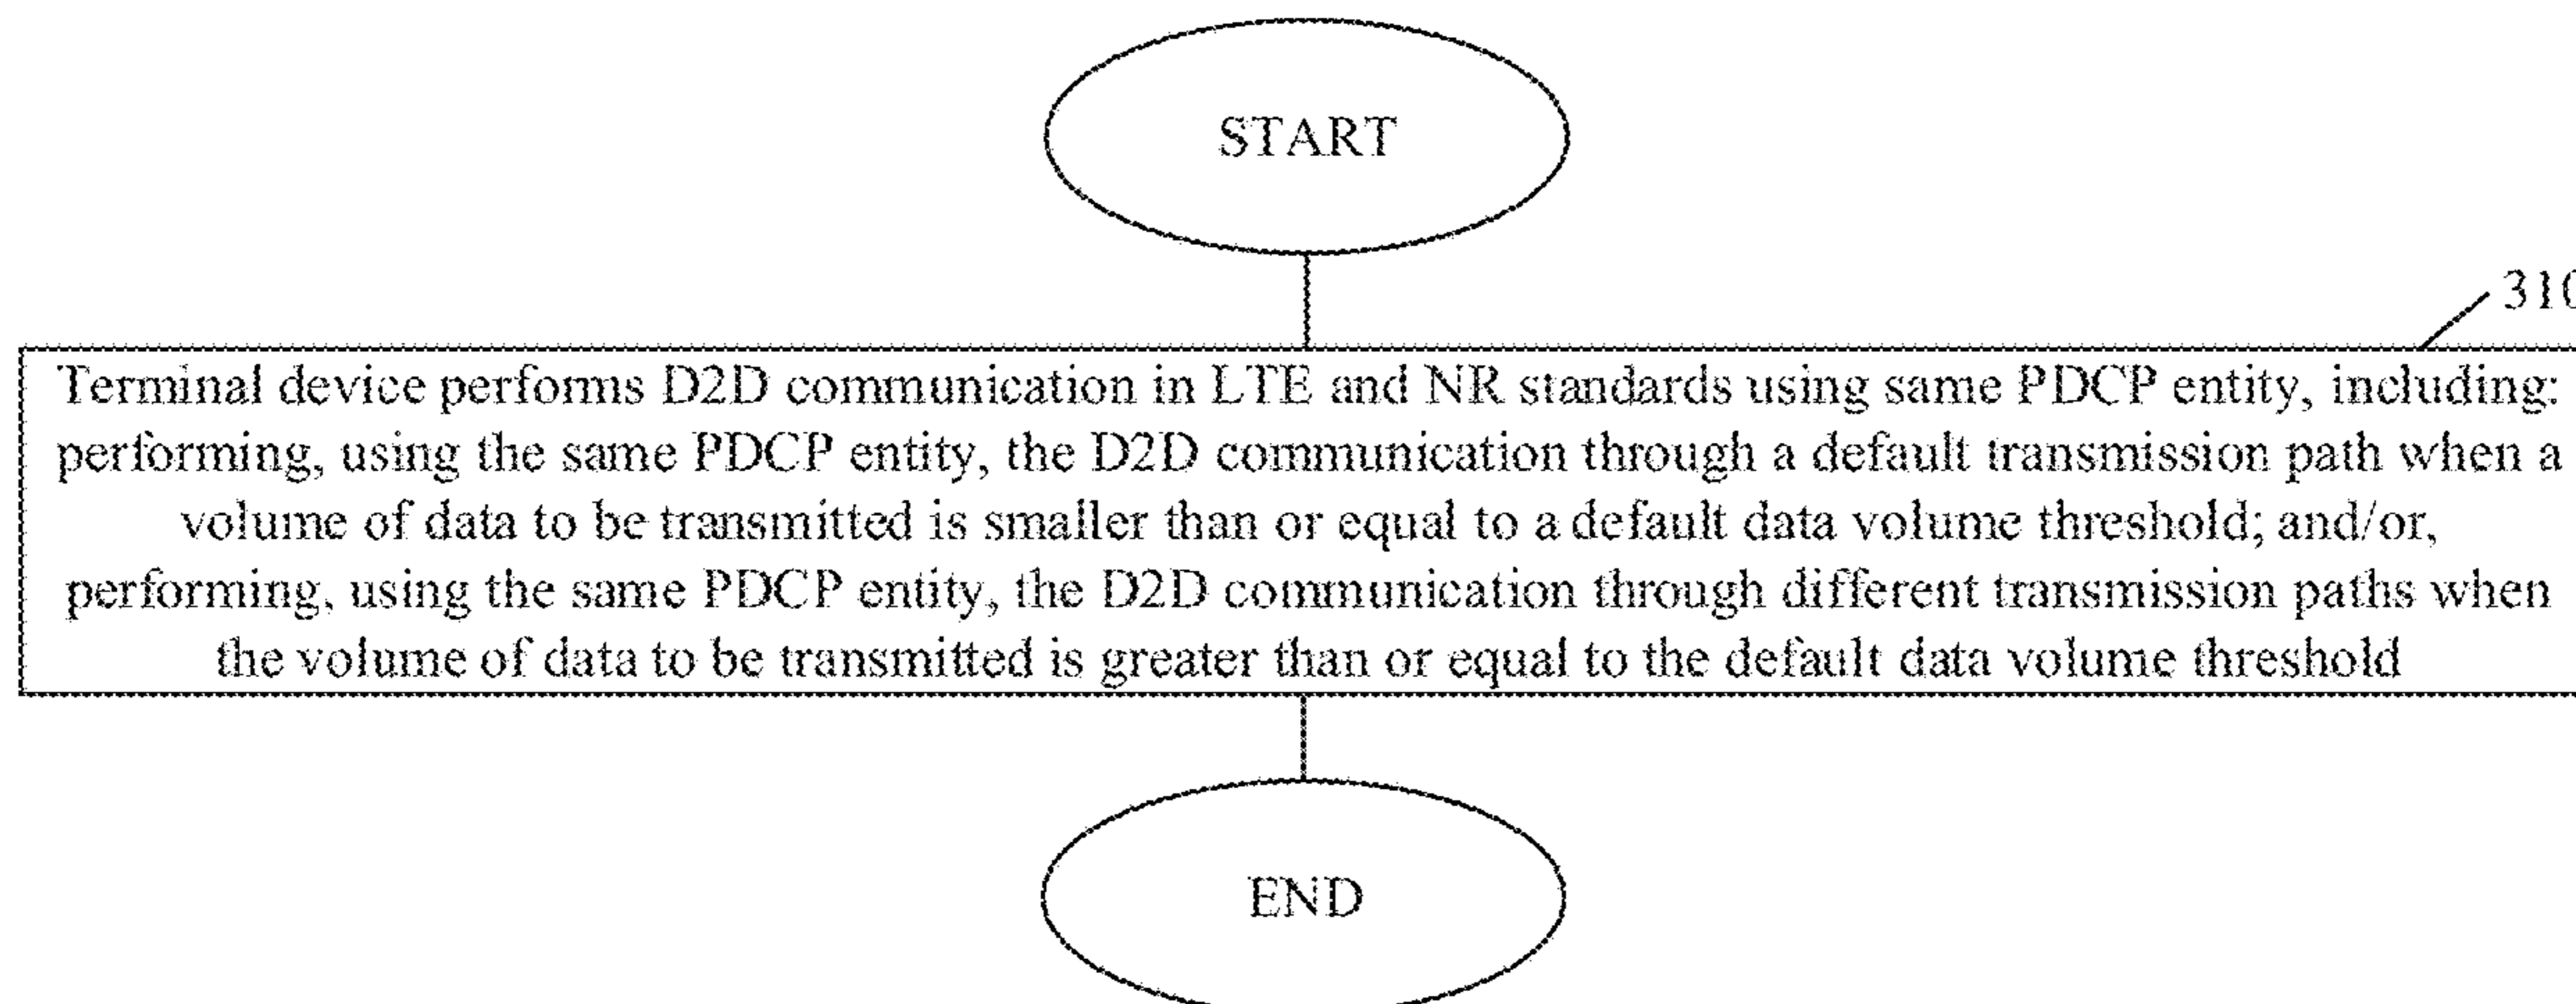 START
310
Terminal device performs D2D communication in LTE and NR standards using same PDCP entity, including:
performing, using the same PDCP entity, the D2D communication through a default transmission path when a
volume of data to be transmitted is smaller than or equal to a default data volume threshold; and/or,
performing, using the same PDCP entity, the D2D communication through different transmission paths when
the volume of data to be transmitted is greater than or equal to the default data volume threshold
END